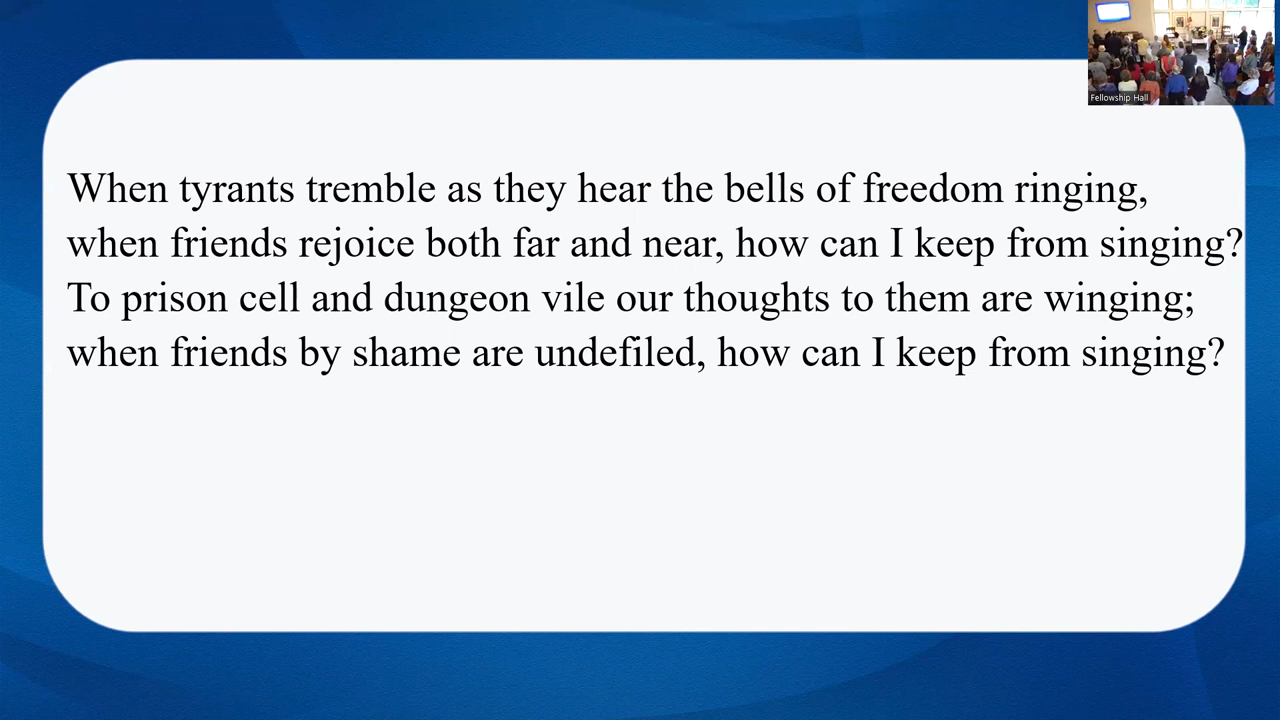 Fellowship Hall
When tyrants tremble as they hear the bells of freedom ringing,
when friends rejoice both far and near, how can I keep from singing?
To prison cell and dungeon vile our thoughts to them are winging;
when friends by shame are undefiled, how can I keep from singing?